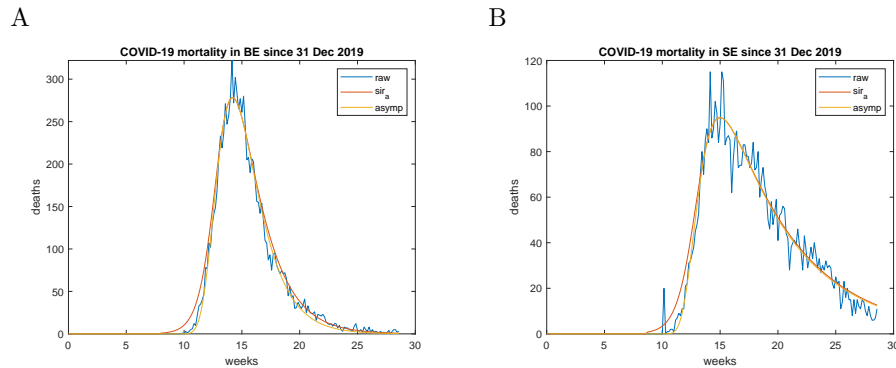 A
COVID-19 mortality in BE since 31 Dec 2019
300
250
200
150
100
50
0
deaths
raw
sir_a
asymp
0 5 10 15 20 25 30
weeks
B
COVID-19 mortality in SE since 31 Dec 2019
120
100
80
60
40
20
0
deaths
raw
sir_a
asymp
0 5 10 15 20 25 30
weeks